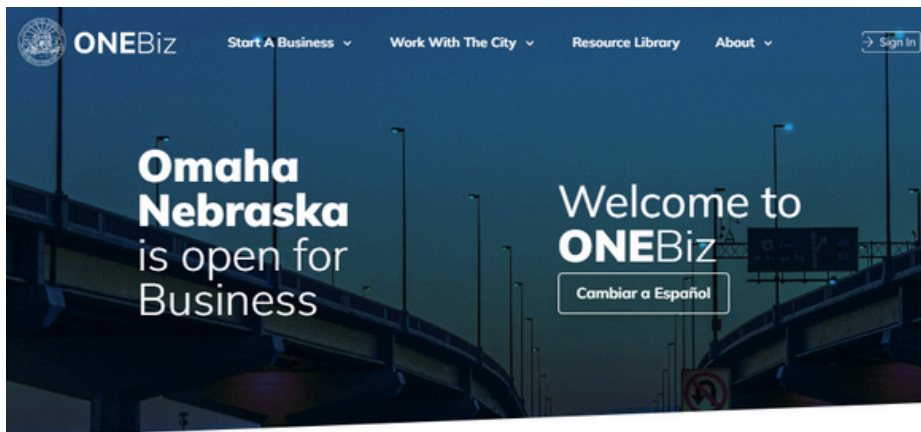 ONEBiz
Start A Business
Work With The City
Resource Library
About
Sign In
Omaha
Nebraska
is open for
Business
Welcome to
ONEBiz
Cambiar a Español